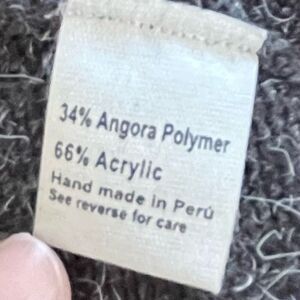 34% Angora Polymer
66% Acrylic
Hand made in Perú
See reverse for care